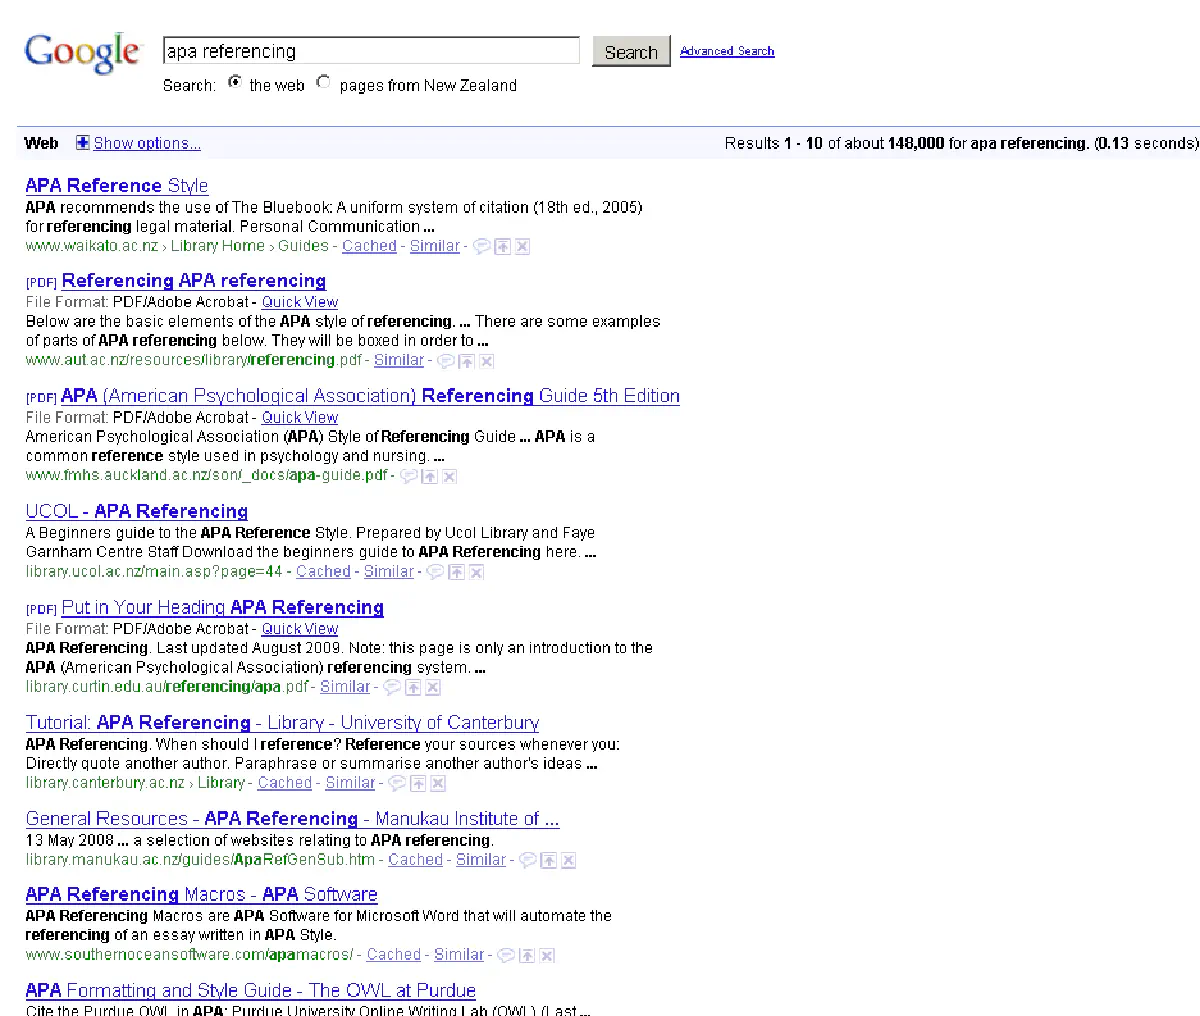 Google apa referencing Search Advanced Search
Search: the web pages from New Zealand
Web Show options... Results 1 - 10 of about 148,000 for apa referencing. (0.13 seconds)
APA Reference Style
APA recommends the use of The Bluebook: A uniform system of citation (18th ed., 2005)
for referencing legal material. Personal Communication ...
www.waikato.ac.nz › Library Home › Guides - Cached - Similar -
[PDF] Referencing APA referencing
File Format: PDF/Adobe Acrobat - Quick View
Below are the basic elements of the APA style of referencing. ... There are some examples
of parts of APA referencing below. They will be boxed in order to ...
www.aut.ac.nz/resources/library/referencing.pdf - Similar -
[PDF] APA (American Psychological Association) Referencing Guide 5th Edition
File Format: PDF/Adobe Acrobat - Quick View
American Psychological Association (APA) Style of Referencing Guide ... APA is a
common reference style used in psychology and nursing. ...
www.fmhs.auckland.ac.nz/son/_docs/apa-guide.pdf -
UCOL - APA Referencing
A Beginners guide to the APA Reference Style. Prepared by Ucol Library and Faye
Garnham Centre Staff Download the beginners guide to APA Referencing here. ...
library.ucol.ac.nz/main.asp?page=44 - Cached - Similar -
[PDF] Put in Your Heading APA Referencing
File Format: PDF/Adobe Acrobat - Quick View
APA Referencing. Last updated August 2009. Note: this page is only an introduction to the
APA (American Psychological Association) referencing system. ...
library.curtin.edu.au/referencing/apa.pdf - Similar -
Tutorial: APA Referencing - Library - University of Canterbury
APA Referencing. When should I reference? Reference your sources whenever you:
Directly quote another author. Paraphrase or summarise another author's ideas ...
library.canterbury.ac.nz › Library - Cached - Similar -
General Resources - APA Referencing - Manukau Institute of ...
13 May 2008 ... a selection of websites relating to APA referencing.
library.manukau.ac.nz/guides/ApaRefGenSub.htm - Cached - Similar -
APA Referencing Macros - APA Software
APA Referencing Macros are APA Software for Microsoft Word that will automate the
referencing of an essay written in APA Style.
www.southernoceansoftware.com/apamacros/ - Cached - Similar -
APA Formatting and Style Guide - The OWL at Purdue
Cite the Purdue OWL in APA: Purdue University Online Writing Lab (OWL) (Last ...